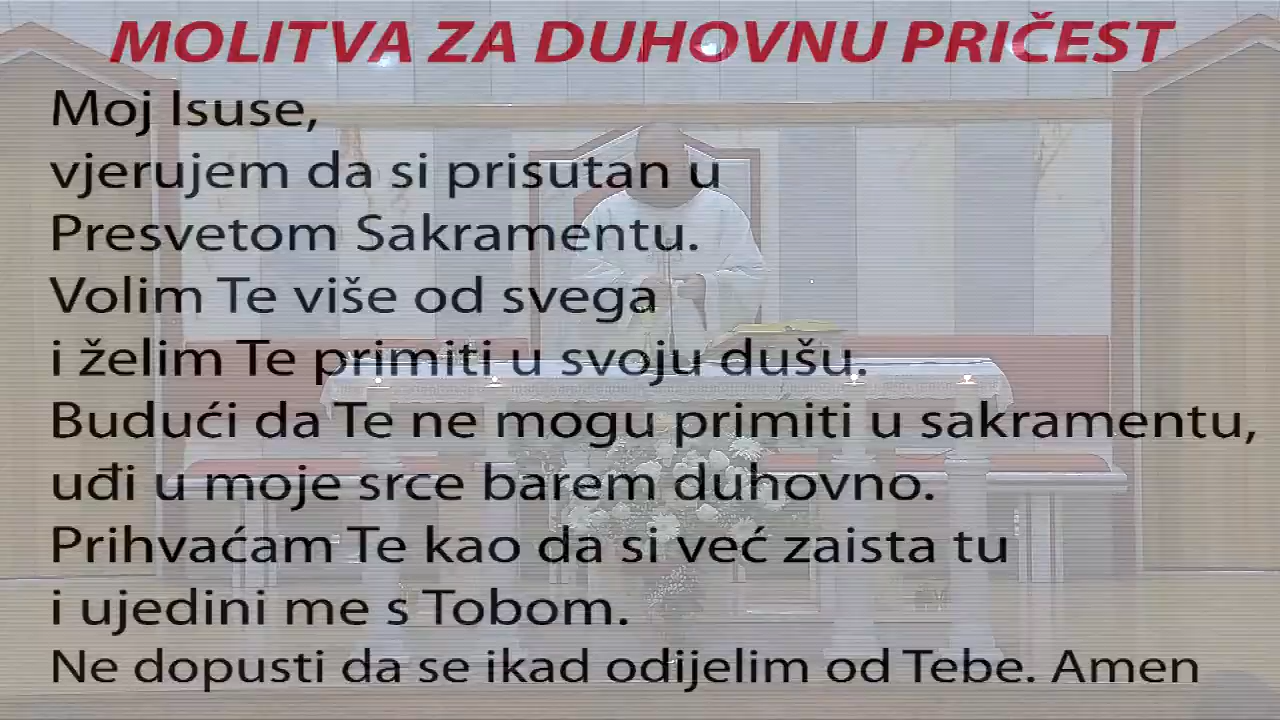 MOLITVA ZA DUHOVNU PRIČEST
Moj Isuse,
vjerujem da si prisutan u
Presvetom Sakramentu.
Volim Te više od svega
i želim Te primiti u svoju dušu.
Budući da Te ne mogu primiti u sakramentu,
uđi u moje srce barem duhovno.
Prihvaćam Te kao da si već zaista tu
i ujedini me s Tobom.
Ne dopusti da se ikad odijelim od Tebe. Amen